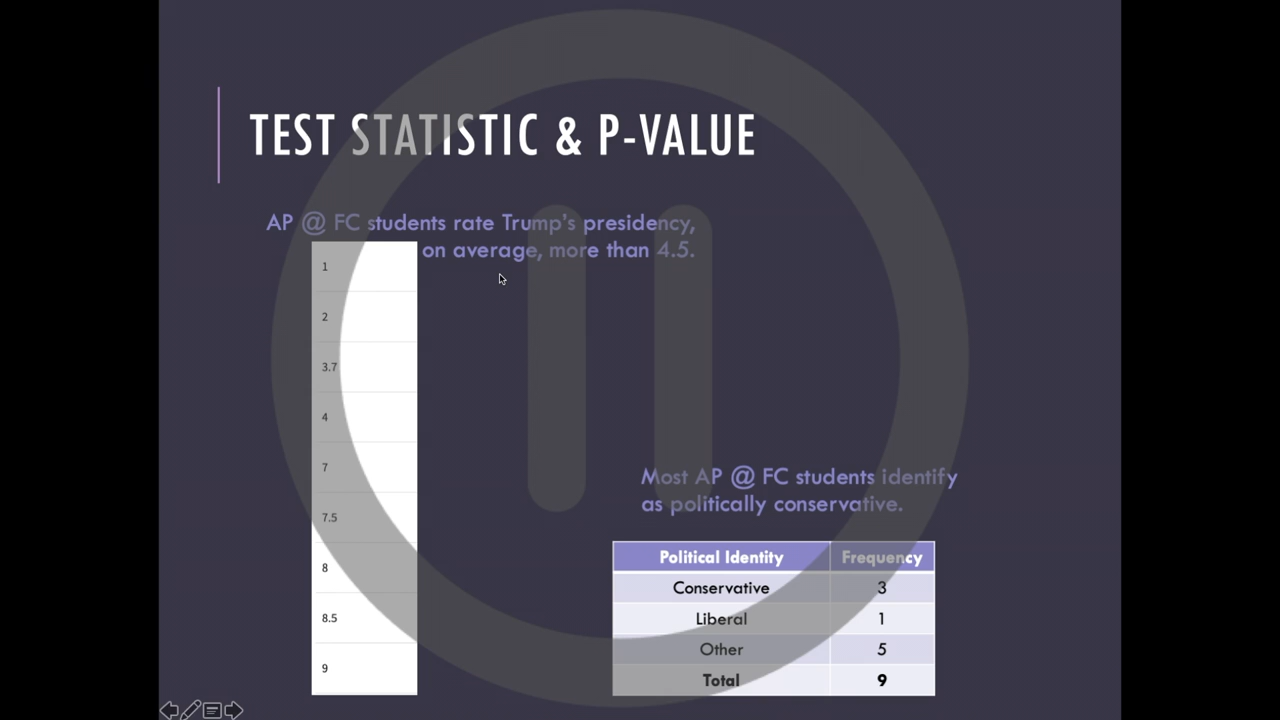 TEST STATISTIC & P-VALUE
AP @ FC students rate Trump's presidency,
on average, more than 4.5.
1
2
3.7
4
7
7.5
8
8.5
9
Most AP @ FC students identify
as politically conservative.
Political Identity Frequency
Conservative 3
Liberal 1
Other 5
Total 9